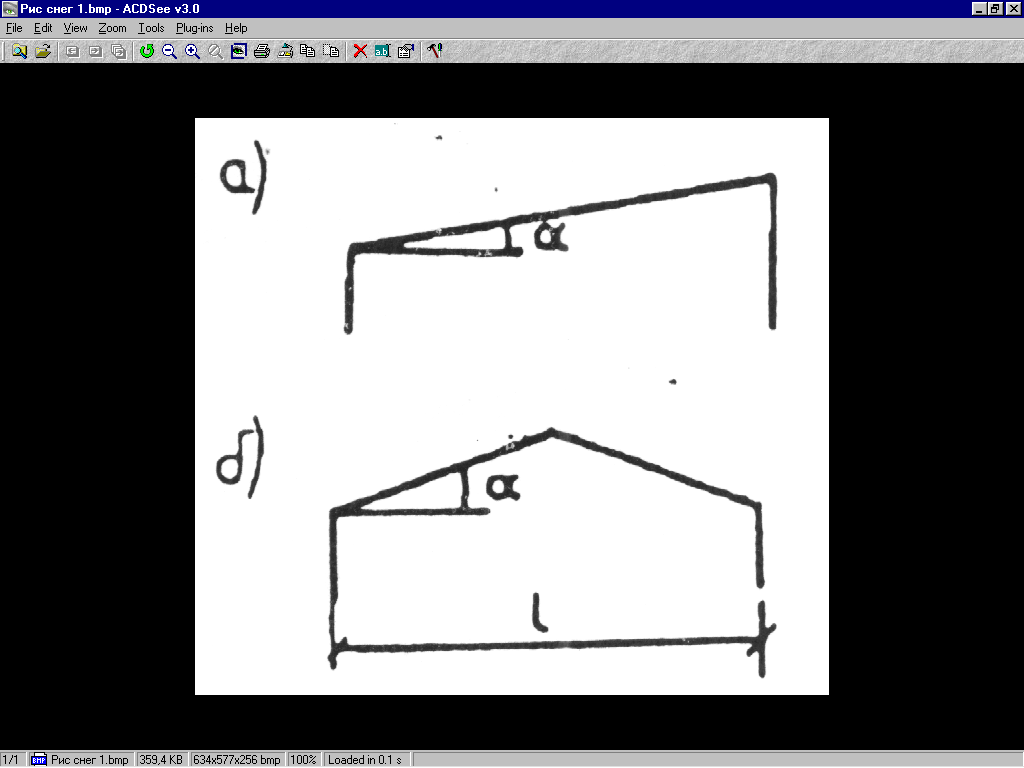 Рис снег 1.bmp - ACDSee v3.0
File Edit View Zoom Tools Plug-ins Help
а)
α
б)
α
l
1/1 BMP Рис снег 1.bmp 359,4 KB 634x577x256 bmp 100% Loaded in 0.1 s